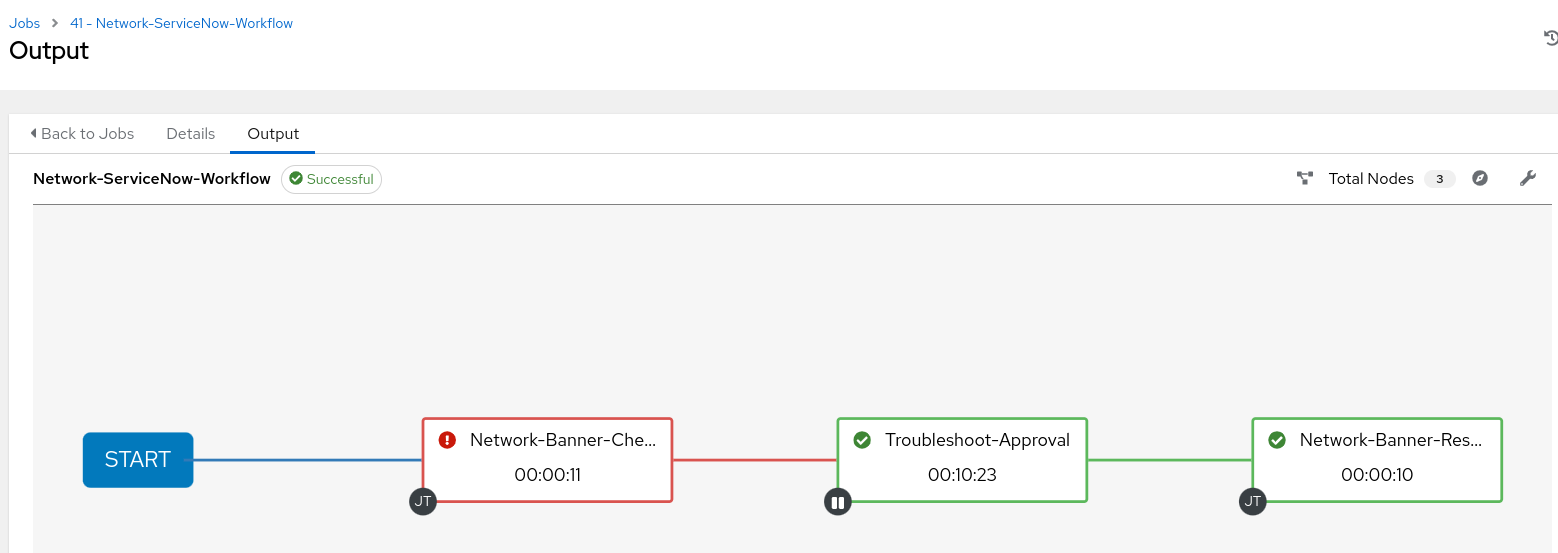 Jobs > 41 - Network-ServiceNow-Workflow
Output
Back to Jobs Details Output
Network-ServiceNow-Workflow Successful Total Nodes 3
START
Network-Banner-Che...
00:00:11
JT
Troubleshoot-Approval
00:10:23
Network-Banner-Res...
00:00:10
JT